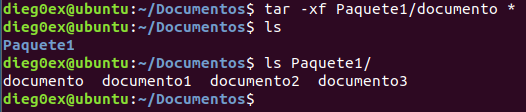 dieg0ex@ubuntu:~/Documentos$ tar -xf Paquete1/documento *
dieg0ex@ubuntu:~/Documentos$ ls
Paquete1
dieg0ex@ubuntu:~/Documentos$ ls Paquete1/
documento  documento1  documento2  documento3
dieg0ex@ubuntu:~/Documentos$